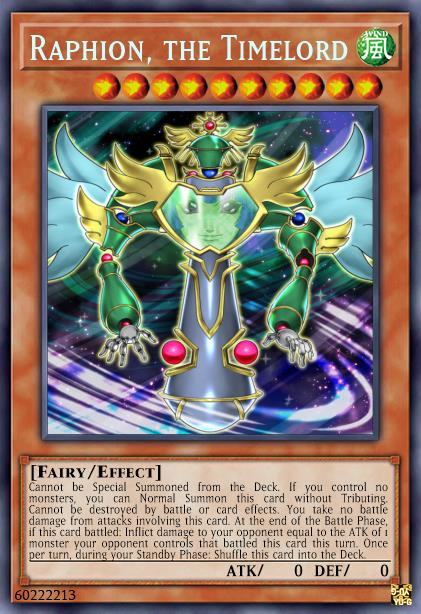 RAPHION, THE TIMELORD
WIND
風
[FAIRY/EFFECT]
Cannot be Special Summoned from the Deck. If you control no
monsters, you can Normal Summon this card without Tributing.
Cannot be destroyed by battle or card effects. You take no battle
damage from attacks involving this card. At the end of the Battle Phase,
if this card battled: Inflict damage to your opponent equal to the ATK of 1
monster your opponent controls that battled this card this turn. Once
per turn, during your Standby Phase: Shuffle this card into the Deck.
ATK/ 0 DEF/ 0
60222213